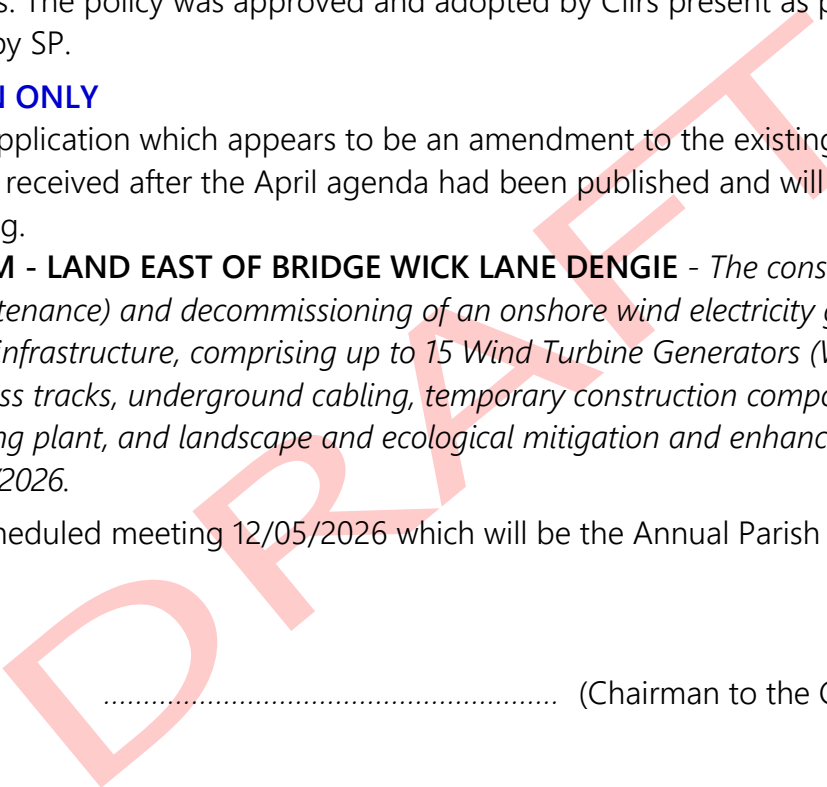 s. The policy was approved and adopted by Cllrs present as p
by SP.
N ONLY
pplication which appears to be an amendment to the existing
received after the April agenda had been published and will
g.
M - LAND EAST OF BRIDGE WICK LANE DENGIE - The cons
tenance) and decommissioning of an onshore wind electricity g
infrastructure, comprising up to 15 Wind Turbine Generators (W
ss tracks, underground cabling, temporary construction compo
ng plant, and landscape and ecological mitigation and enhanc
/2026.
heduled meeting 12/05/2026 which will be the Annual Parish
......................................................... (Chairman to the C
DRAFT